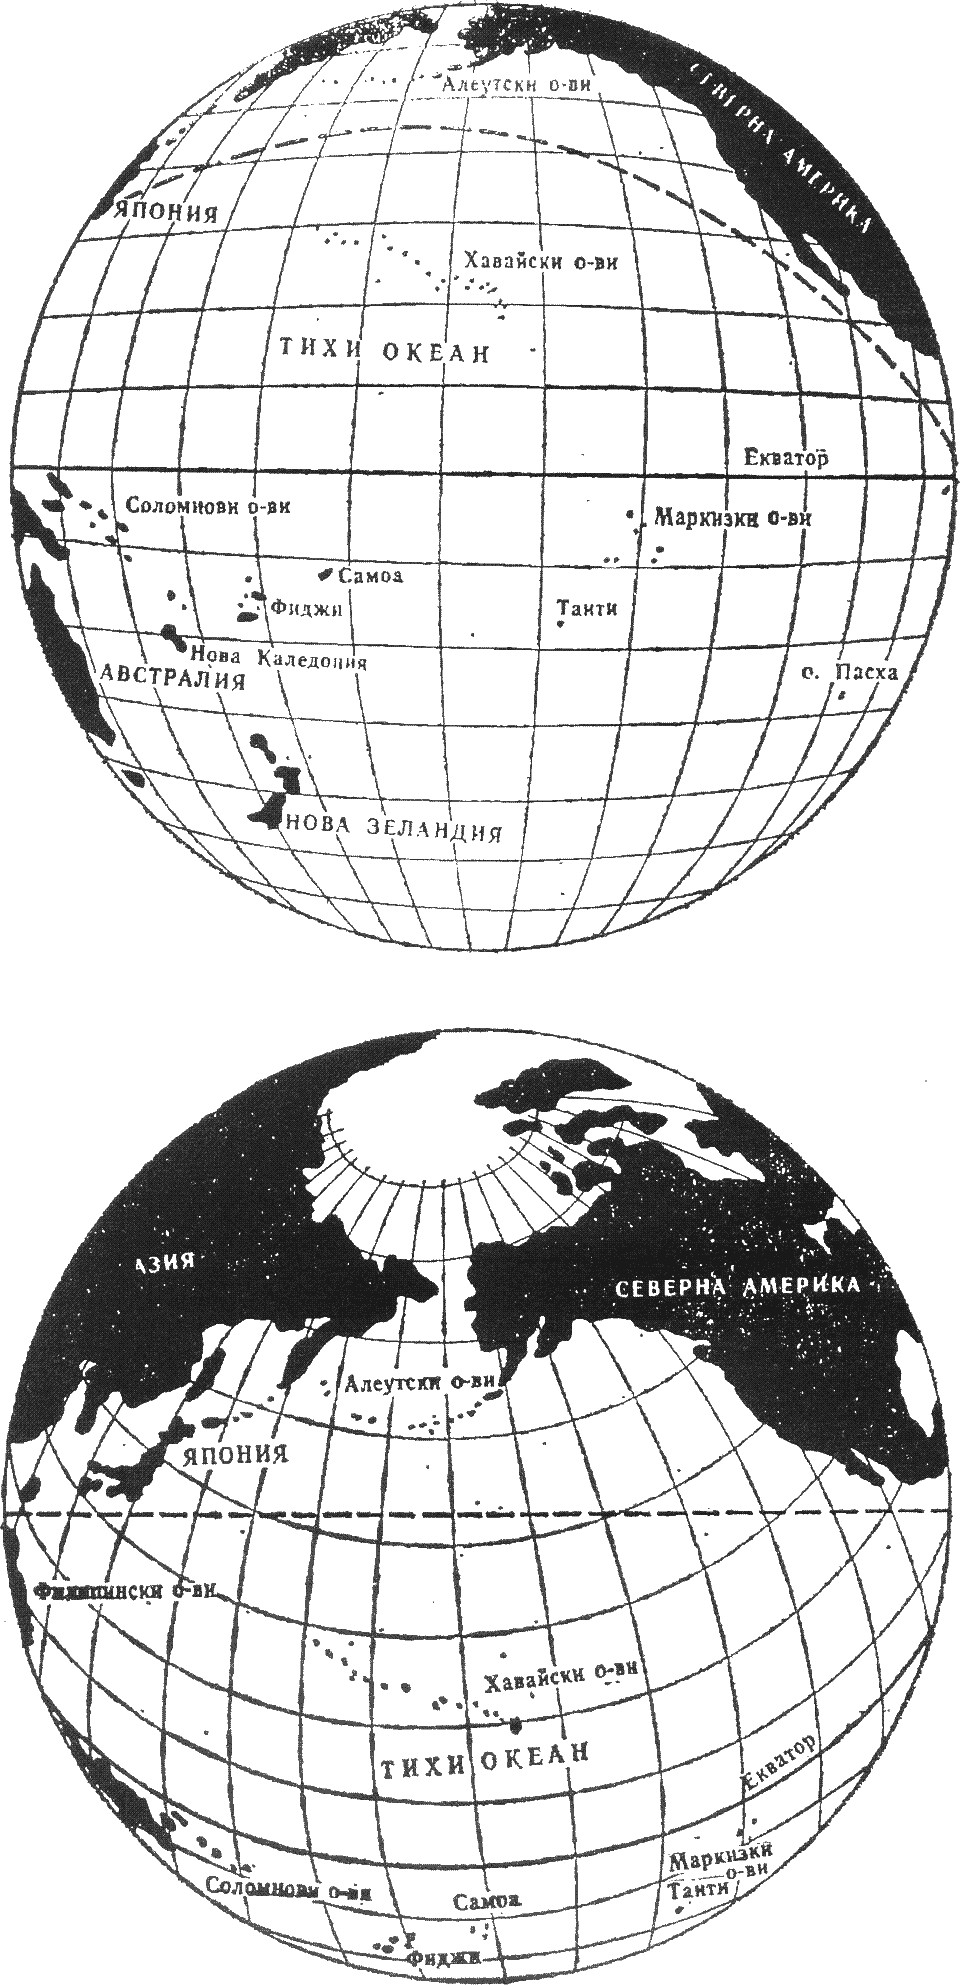 Алеутски о-ви
СЕВЕРНА АМЕРИКА
ЯПОНИЯ
Хавайски о-ви
ТИХИ ОКЕАН
Екватор
Соломнови о-ви
Маркизки о-ви
Самоа
Фиджи
Таити
Нова Каледония
АВСТРАЛИЯ
о. Пасха
НОВА ЗЕЛАНДИЯ
АЗИЯ
СЕВЕРНА АМЕРИКА
Алеутски о-ви
ЯПОНИЯ
Филипински о-ви
Хавайски о-ви
ТИХИ ОКЕАН
Екватор
Маркизки
о-ви
Таити
Соломнови о-ви
Самоа
Фиджи